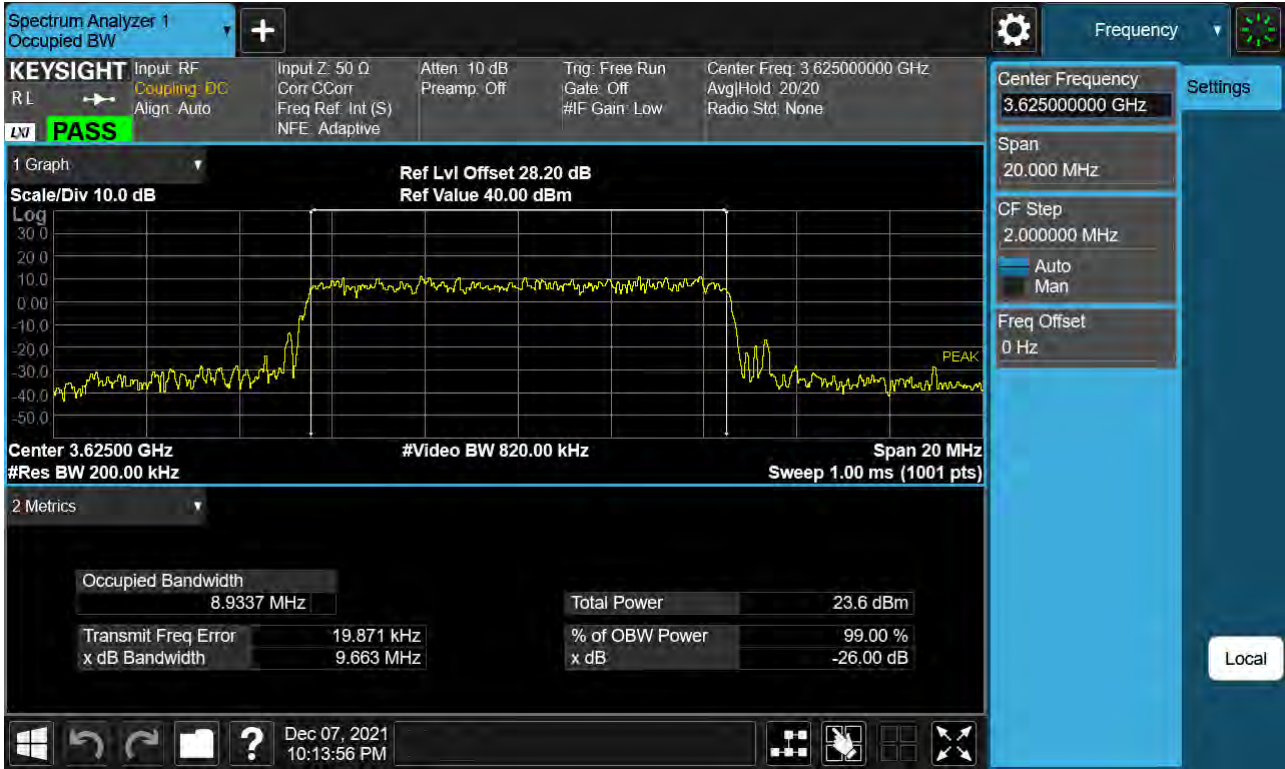 Spectrum Analyzer 1
Occupied BW
Frequency
KEYSIGHT
Input: RF
Coupling: DC
Align: Auto
RL
LXI
PASS
Input Z: 50 Ω
Corr CCorr
Freq Ref: Int (S)
NFE: Adaptive
Atten: 10 dB
Preamp: Off
Trig: Free Run
Gate: Off
#IF Gain: Low
Center Freq: 3.625000000 GHz
Avg|Hold: 20/20
Radio Std: None
Center Frequency
3.625000000 GHz
Settings
Span
20.000 MHz
CF Step
2.000000 MHz
Auto
Man
Freq Offset
0 Hz
Local
1 Graph
Scale/Div 10.0 dB
Ref Lvl Offset 28.20 dB
Ref Value 40.00 dBm
Log
30.0
20.0
10.0
0.00
-10.0
-20.0
-30.0
-40.0
-50.0
PEAK
Center 3.62500 GHz
#Video BW 820.00 kHz
Span 20 MHz
#Res BW 200.00 kHz
Sweep 1.00 ms (1001 pts)
2 Metrics
Occupied Bandwidth
8.9337 MHz
Total Power 23.6 dBm
Transmit Freq Error 19.871 kHz
% of OBW Power 99.00 %
x dB Bandwidth 9.663 MHz
x dB -26.00 dB
?
Dec 07, 2021
10:13:56 PM